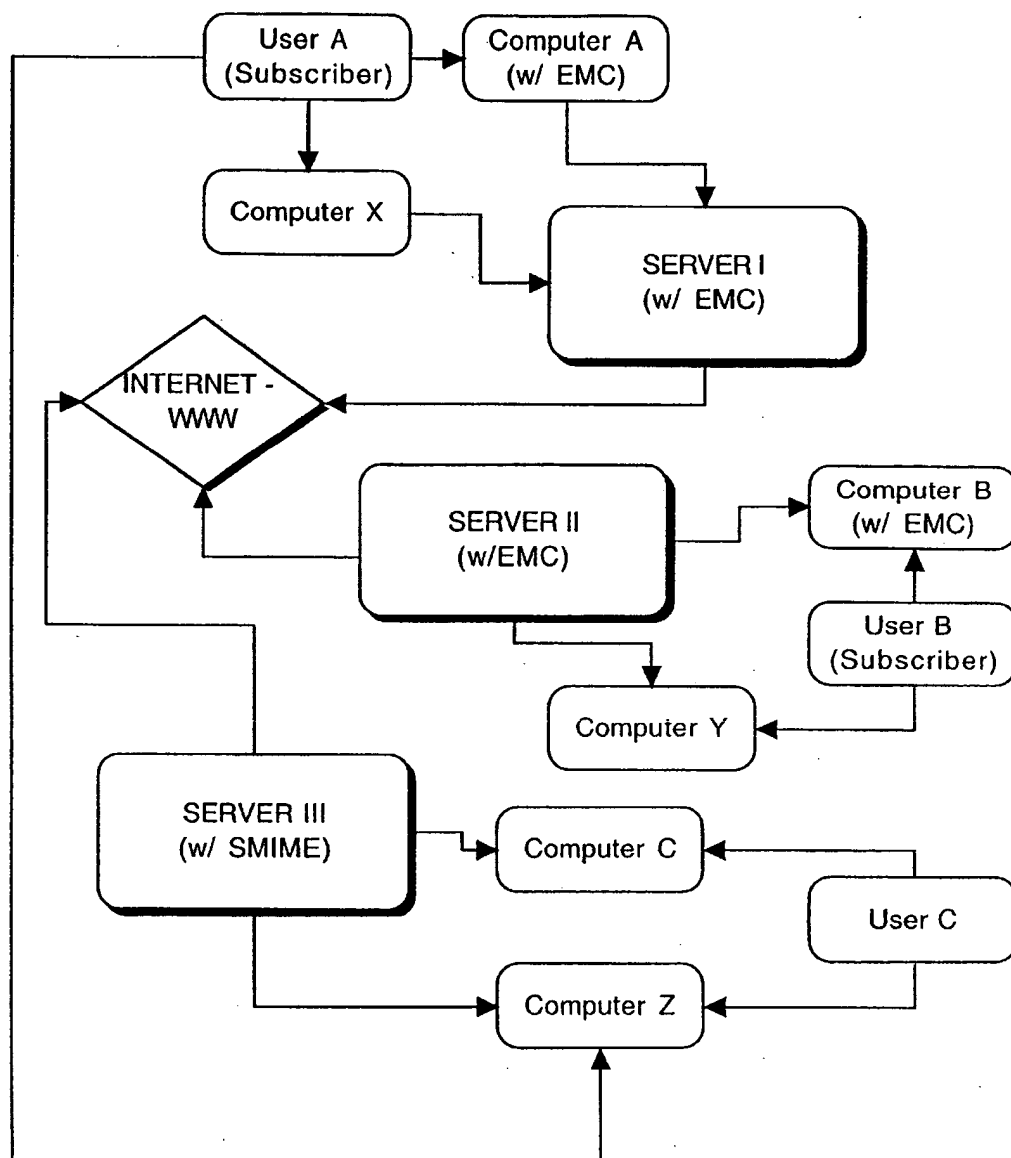 User A
(Subscriber)
Computer A
(w/ EMC)
Computer X
SERVER I
(w/ EMC)
INTERNET -
WWW
SERVER II
(w/EMC)
Computer B
(w/ EMC)
User B
(Subscriber)
Computer Y
SERVER III
(w/ SMIME)
Computer C
User C
Computer Z